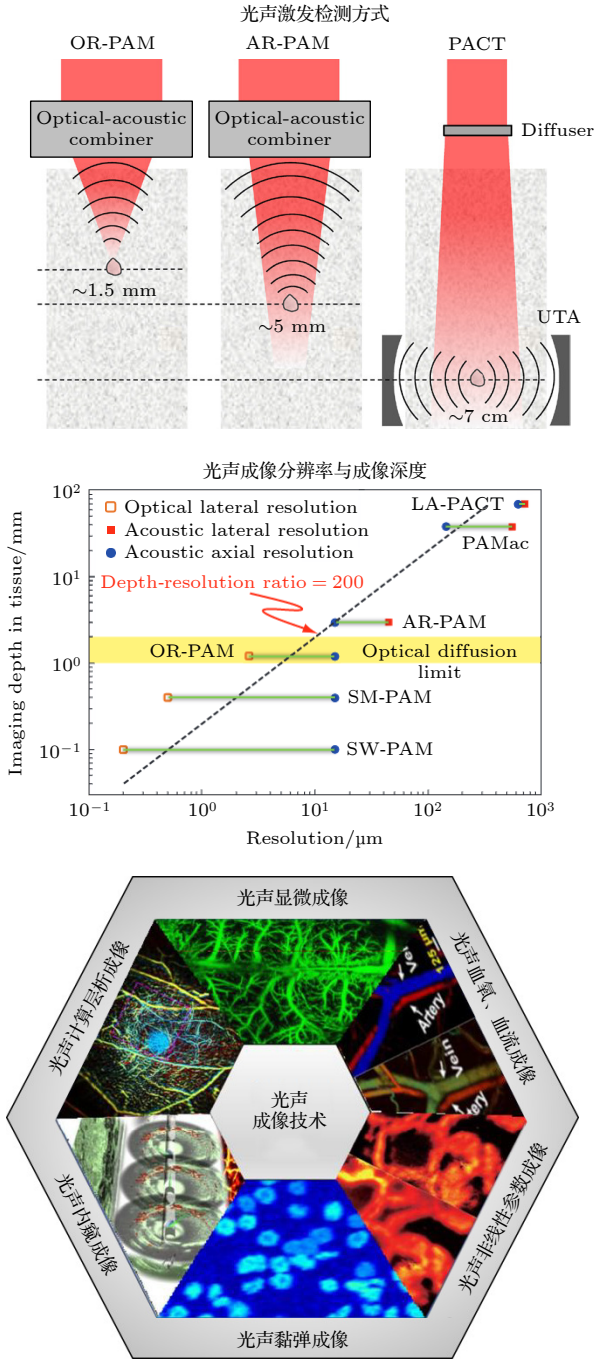 光声激发检测方式
OR-PAM
AR-PAM
PACT
Optical-acoustic
combiner
Optical-acoustic
combiner
Diffuser
~1.5 mm
~5 mm
UTA
~7 cm
光声成像分辨率与成像深度
Imaging depth in tissue/mm
10²
10¹
10⁰
10⁻¹
Optical lateral resolution
Acoustic lateral resolution
Acoustic axial resolution
LA-PACT
PAMac
Depth-resolution ratio = 200
AR-PAM
OR-PAM
Optical diffusion
limit
SM-PAM
SW-PAM
10⁻¹
10⁰
10¹
10²
10³
Resolution/μm
光声显微成像
光声血氧、血流成像
光声非线性参数成像
光声黏弹成像
光声内窥成像
光声计算层析成像
光声
成像技术
125 μm
Vei
Artery
Vein
Artery